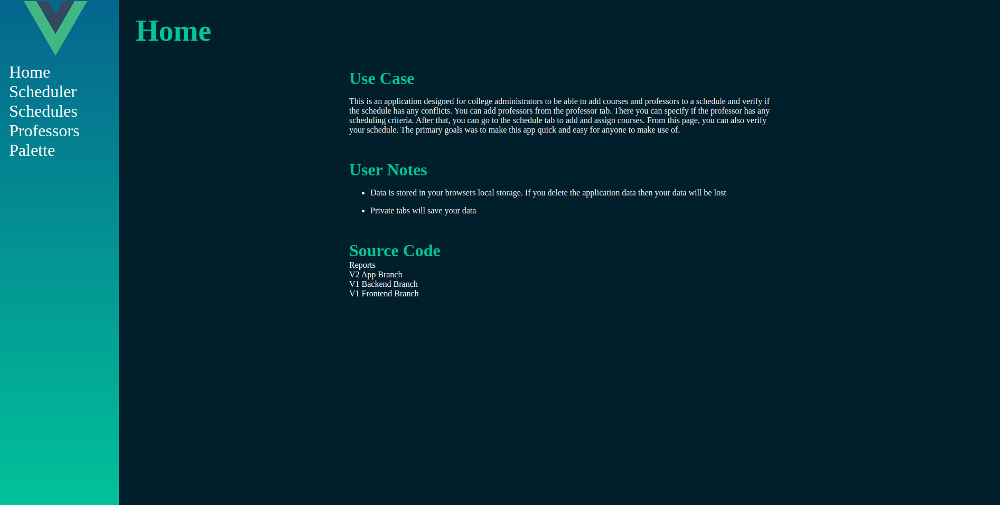 Home
Scheduler
Schedules
Professors
Palette
Home
Use Case
This is an application designed for college administrators to be able to add courses and professors to a schedule and verify if
the schedule has any conflicts. You can add professors from the professor tab. There you can specify if the professor has any
scheduling criteria. After that, you can go to the schedule tab to add and assign courses. From this page, you can also verify
your schedule. The primary goals was to make this app quick and easy for anyone to make use of.
User Notes
• Data is stored in your browsers local storage. If you delete the application data then your data will be lost
• Private tabs will save your data
Source Code
Reports
V2 App Branch
V1 Backend Branch
V1 Frontend Branch